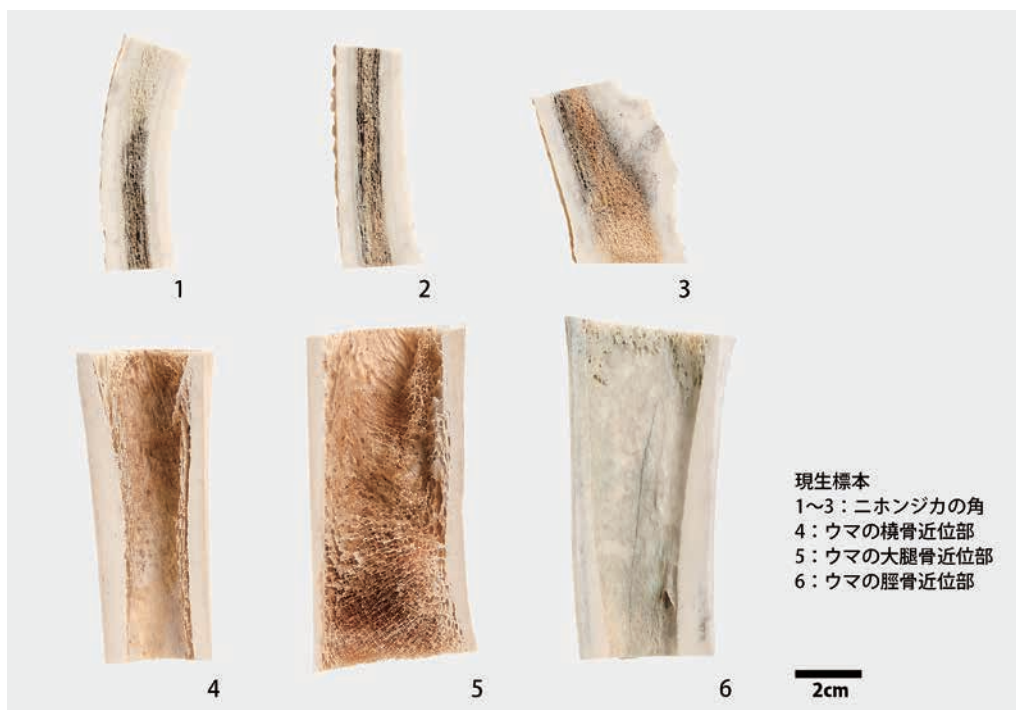 1
2
3
4
5
6
現生標本
1〜3：ニホンジカの角
4：ウマの橈骨近位部
5：ウマの大腿骨近位部
6：ウマの脛骨近位部
2cm